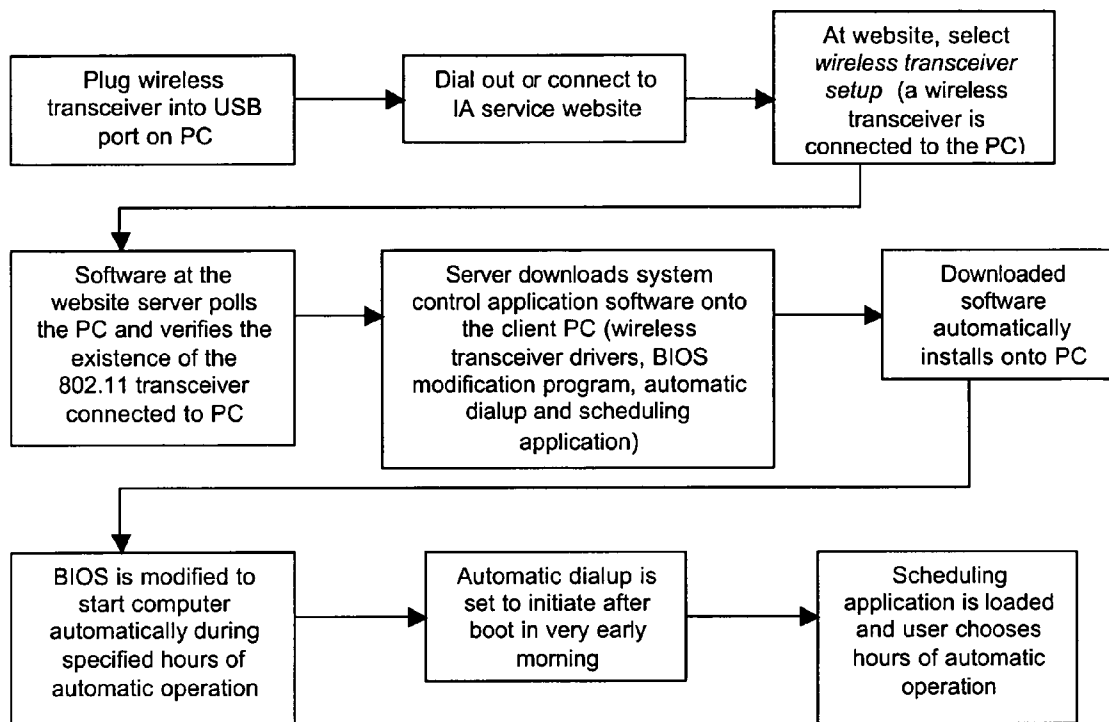 Plug wireless
transceiver into USB
port on PC
Dial out or connect to
IA service website
At website, select
wireless transceiver
setup (a wireless
transceiver is
connected to the PC)
Software at the
website server polls
the PC and verifies the
existence of the
802.11 transceiver
connected to PC
Server downloads system
control application software onto
the client PC (wireless
transceiver drivers, BIOS
modification program, automatic
dialup and scheduling
application)
Downloaded
software
automatically
installs onto PC
BIOS is modified to
start computer
automatically during
specified hours of
automatic operation
Automatic dialup is
set to initiate after
boot in very early
morning
Scheduling
application is loaded
and user chooses
hours of automatic
operation